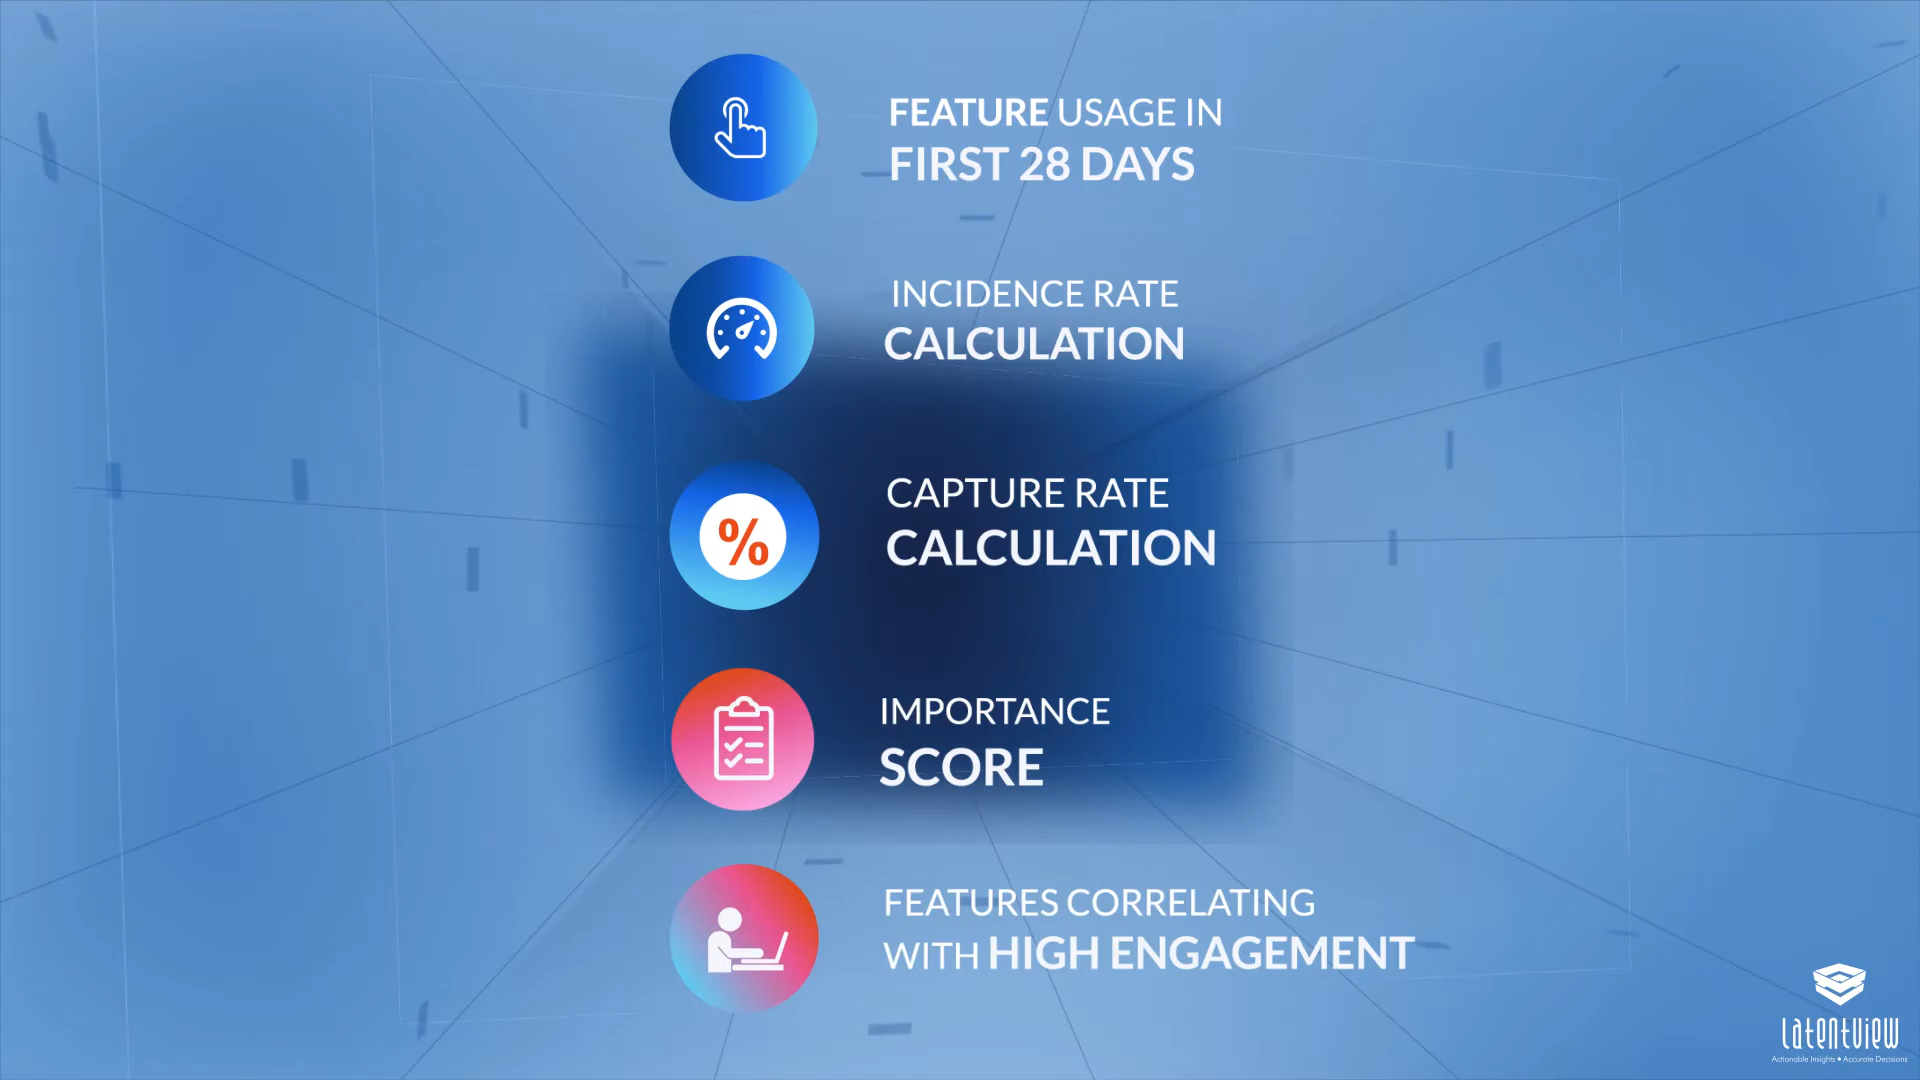 FEATURE USAGE IN
FIRST 28 DAYS
INCIDENCE RATE
CALCULATION
%
CAPTURE RATE
CALCULATION
IMPORTANCE
SCORE
FEATURES CORRELATING
WITH HIGH ENGAGEMENT
LatentView
Actionable Insights • Accurate Decisions